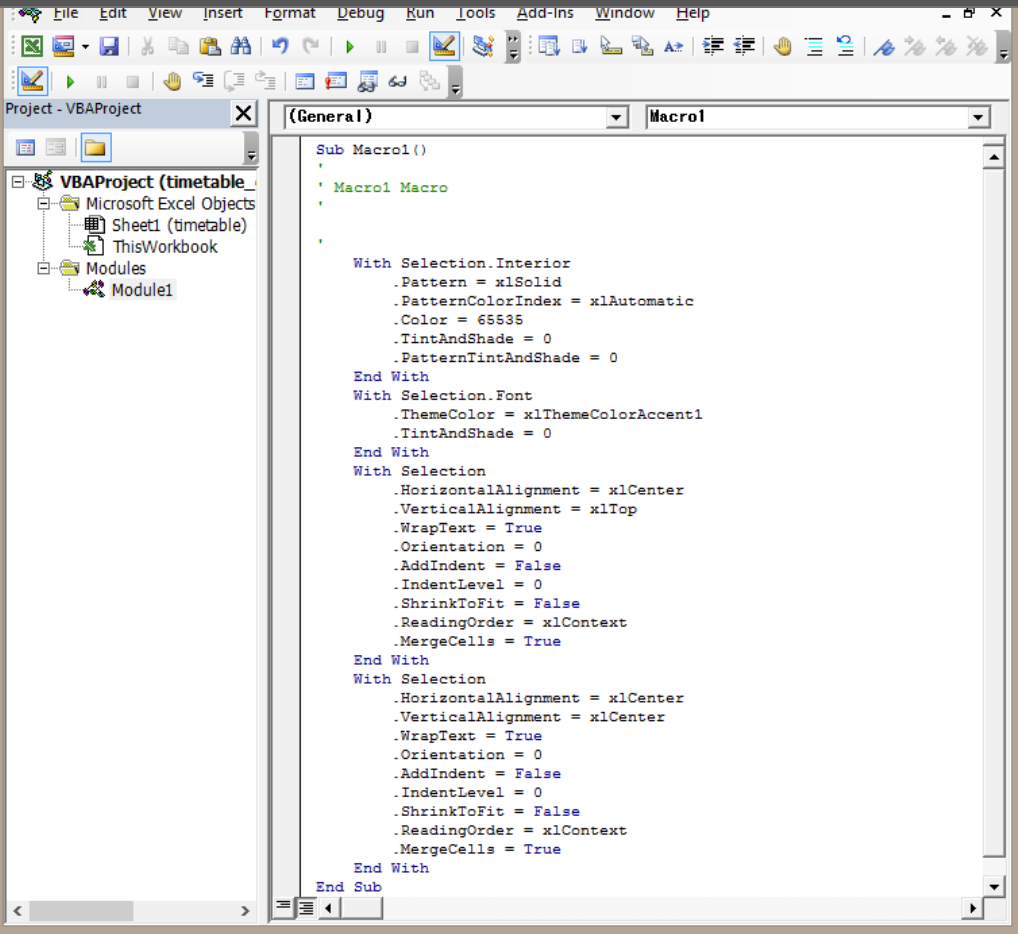 File Edit View Insert Format Debug Run Tools Add-Ins Window Help
Project - VBAProject
(General)
Macro1
VBAProject (timetable_
Microsoft Excel Objects
Sheet1 (timetable)
ThisWorkbook
Modules
Module1
Sub Macro1()
'
' Macro1 Macro
'
'
With Selection.Interior
.Pattern = xlSolid
.PatternColorIndex = xlAutomatic
.Color = 65535
.TintAndShade = 0
.PatternTintAndShade = 0
End With
With Selection.Font
.ThemeColor = xlThemeColorAccent1
.TintAndShade = 0
End With
With Selection
.HorizontalAlignment = xlCenter
.VerticalAlignment = xlTop
.WrapText = True
.Orientation = 0
.AddIndent = False
.IndentLevel = 0
.ShrinkToFit = False
.ReadingOrder = xlContext
.MergeCells = True
End With
With Selection
.HorizontalAlignment = xlCenter
.VerticalAlignment = xlCenter
.WrapText = True
.Orientation = 0
.AddIndent = False
.IndentLevel = 0
.ShrinkToFit = False
.ReadingOrder = xlContext
.MergeCells = True
End With
End Sub